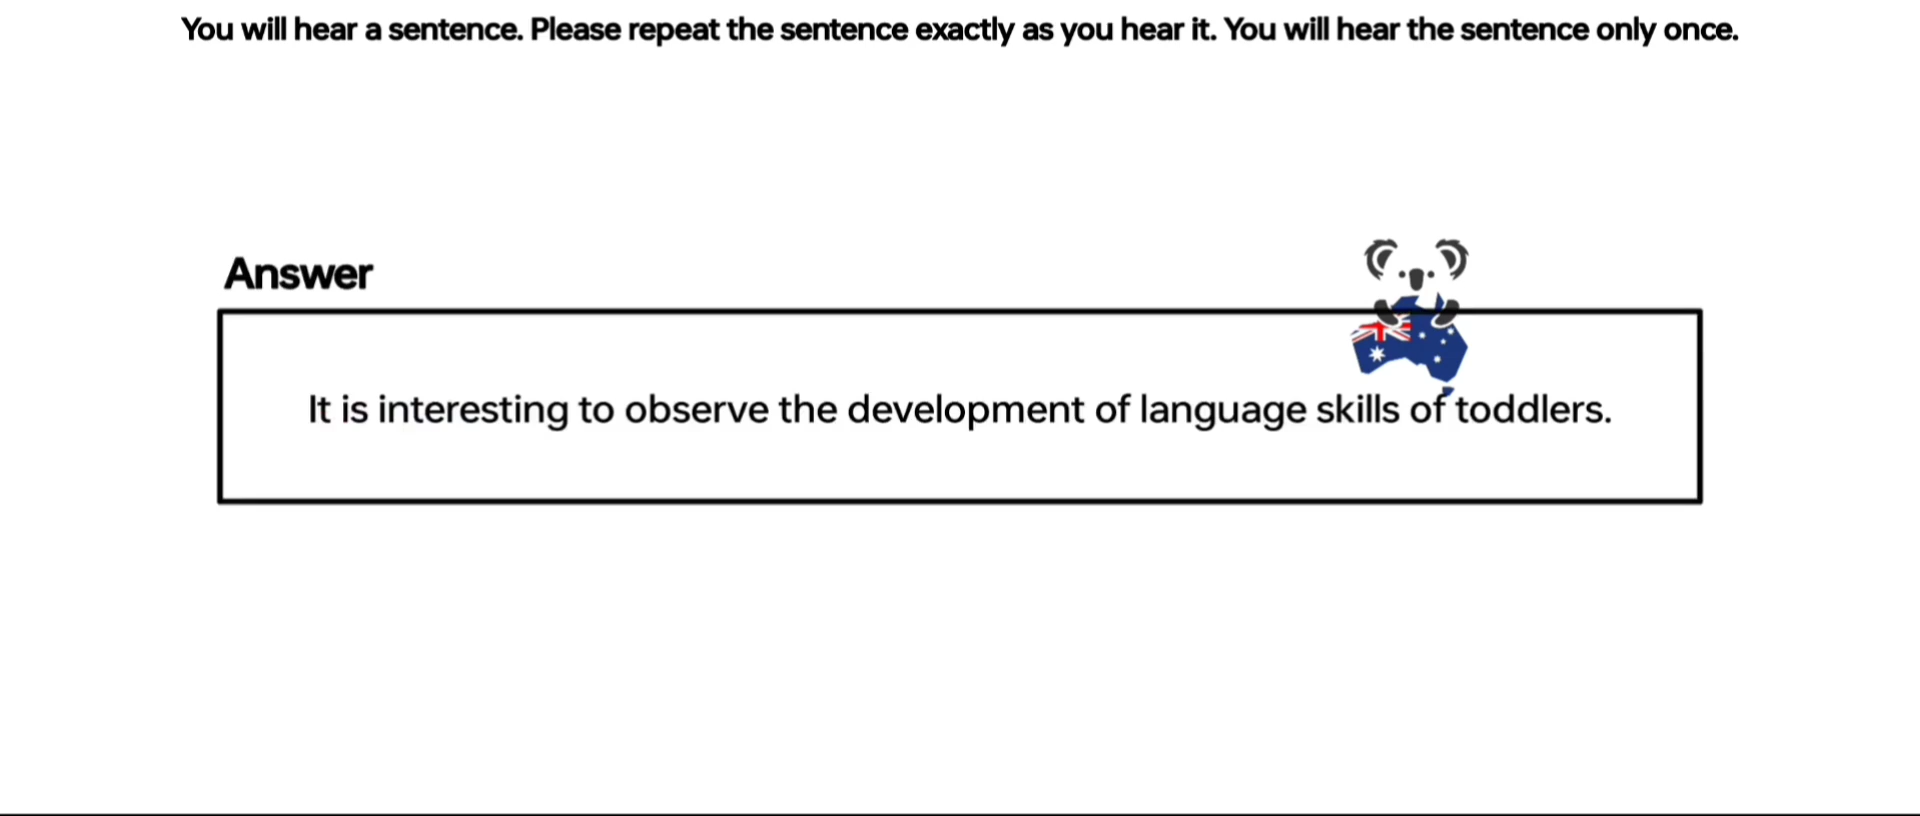 You will hear a sentence. Please repeat the sentence exactly as you hear it. You will hear the sentence only once.
Answer
It is interesting to observe the development of language skills of toddlers.